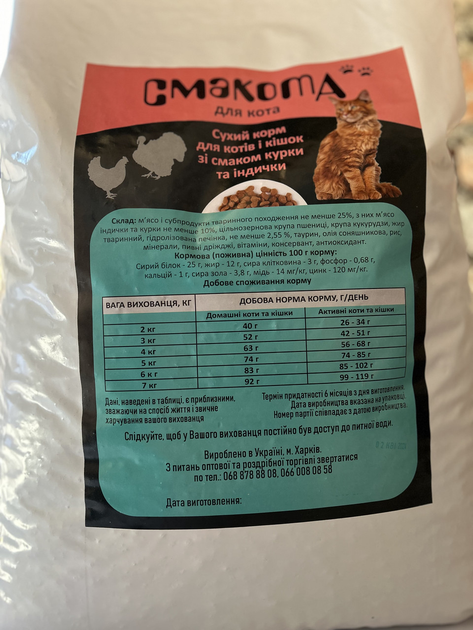 СМАКОТА
для кота
Сухий корм
для котів і кішок
зі смаком курки
та індички
Склад: м'ясо і субпродукти тваринного походження не менше 25%, з них м'ясо
індички та курки не менше 10%, цільнозернова крупа пшениці, крупа кукурудзи, жир
тваринний, гідролізована печінка, не менше 2,55 %, таурин, олія соняшникова, рис,
мінерали, пивні дріжджі, вітаміни, консервант, антиоксидант.
Кормова (поживна) цінність 100 г корму:
Сирий білок - 25 г, жир - 12 г, сира клітковина - 3 г, фосфор - 0,68 г,
кальцій - 1 г, сира зола - 3,8 г, мідь - 14 мг/кг, цинк - 120 мг/кг.
Добове споживання корму
ВАГА ВИХОВАНЦЯ, КГ ДОБОВА НОРМА КОРМУ, Г/ДЕНЬ
Домашні коти та кішки Активні коти та кішки
2 кг 40 г 26 - 34 г
3 кг 52 г 42 - 51 г
4 кг 63 г 56 - 68 г
5 кг 74 г 74 - 85 г
6 кг 83 г 85 - 102 г
7 кг 92 г 99 - 119 г
Дані, наведені в таблиці, є приблизними,
зважаючи на спосіб життя і звичне
харчування вашого вихованця
Термін придатності 6 місяців з дня виготовлення.
Дата виробництва вказана на упаковці.
Номер партії співпадає з датою виробництва.
Слідкуйте, щоб у Вашого вихованця постійно був доступ до питної води.
Вироблено в Україні, м. Харків.
З питань оптової та роздрібної торгівлі звертатися
по тел.: 068 878 88 08, 066 008 08 58
Дата виготовлення: